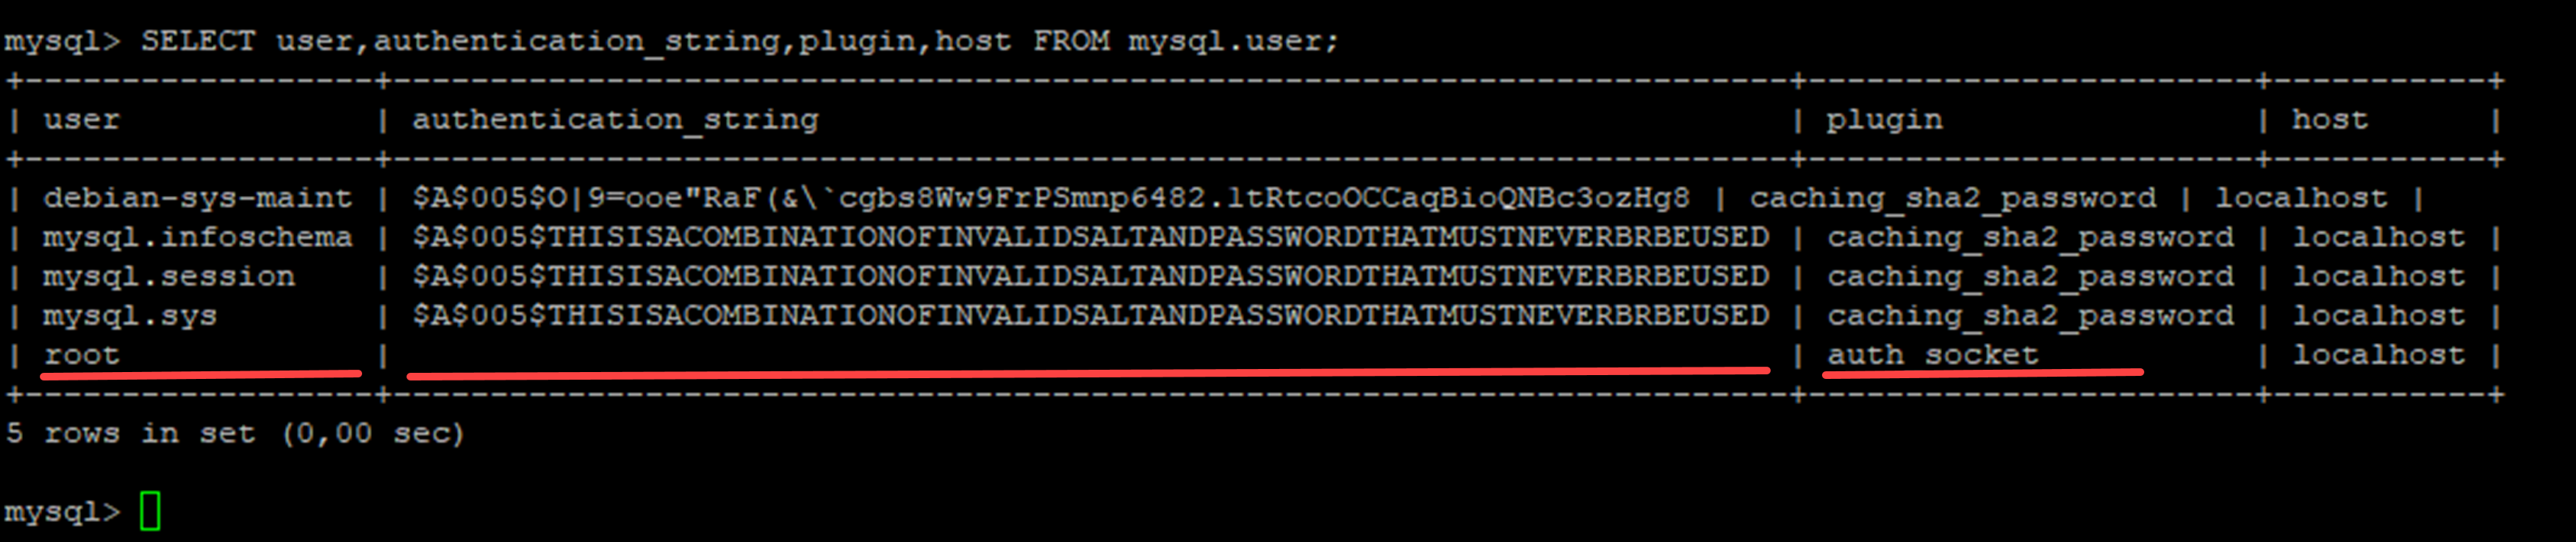 mysql> SELECT user,authentication_string,plugin,host FROM mysql.user;
+------------------+------------------------------------------------------------------------+-----------------------+-----------+
| user             | authentication_string                                                  | plugin                | host      |
+------------------+------------------------------------------------------------------------+-----------------------+-----------+
| debian-sys-maint | $A$005$O|9=ooe"RaF(&\`cgbs8Ww9FrPSmnp6482.ltRtcoOCCaqBioQNBc3ozHg8 | caching_sha2_password | localhost |
| mysql.infoschema | $A$005$THISISACOMBINATIONOFINVALIDSALTANDPASSWORDTHATMUSTNEVERBRBEUSED | caching_sha2_password | localhost |
| mysql.session    | $A$005$THISISACOMBINATIONOFINVALIDSALTANDPASSWORDTHATMUSTNEVERBRBEUSED | caching_sha2_password | localhost |
| mysql.sys        | $A$005$THISISACOMBINATIONOFINVALIDSALTANDPASSWORDTHATMUSTNEVERBRBEUSED | caching_sha2_password | localhost |
| root             |                                                                        | auth socket           | localhost |
+------------------+------------------------------------------------------------------------+-----------------------+-----------+
5 rows in set (0,00 sec)
mysql>